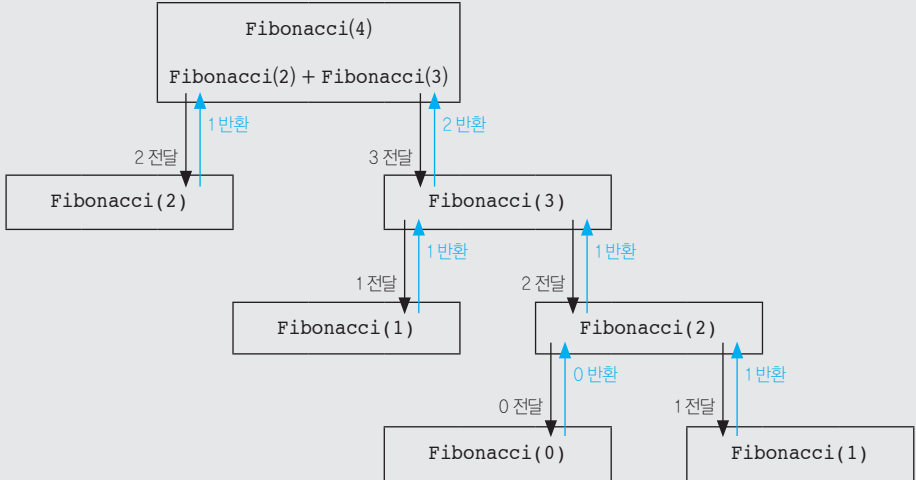 Fibonacci(4)
Fibonacci(2) + Fibonacci(3)
1 반환
2 반환
2 전달
3 전달
Fibonacci(2)
Fibonacci(3)
1 반환
1 반환
1 전달
2 전달
Fibonacci(1)
Fibonacci(2)
0 반환
1 반환
0 전달
1 전달
Fibonacci(0)
Fibonacci(1)